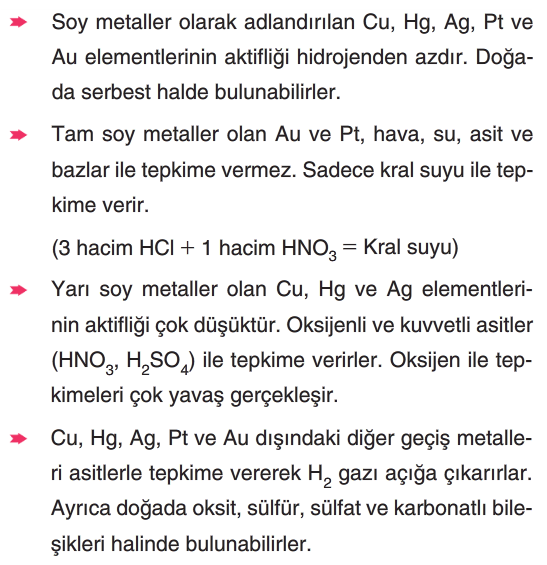 Soy metaller olarak adlandırılan Cu, Hg, Ag, Pt ve
Au elementlerinin aktifliği hidrojenden azdır. Doğa-
da serbest halde bulunabilirler.
Tam soy metaller olan Au ve Pt, hava, su, asit ve
bazlar ile tepkime vermez. Sadece kral suyu ile tep-
kime verir.
(3 hacim HCl + 1 hacim HNO₃ = Kral suyu)
Yarı soy metaller olan Cu, Hg ve Ag elementleri-
nin aktifliği çok düşüktür. Oksijenli ve kuvvetli asitler
(HNO₃, H₂SO₄) ile tepkime verirler. Oksijen ile tep-
kimeleri çok yavaş gerçekleşir.
Cu, Hg, Ag, Pt ve Au dışındaki diğer geçiş metalle-
ri asitlerle tepkime vererek H₂ gazı açığa çıkarırlar.
Ayrıca doğada oksit, sülfür, sülfat ve karbonatlı bile-
şikleri halinde bulunabilirler.